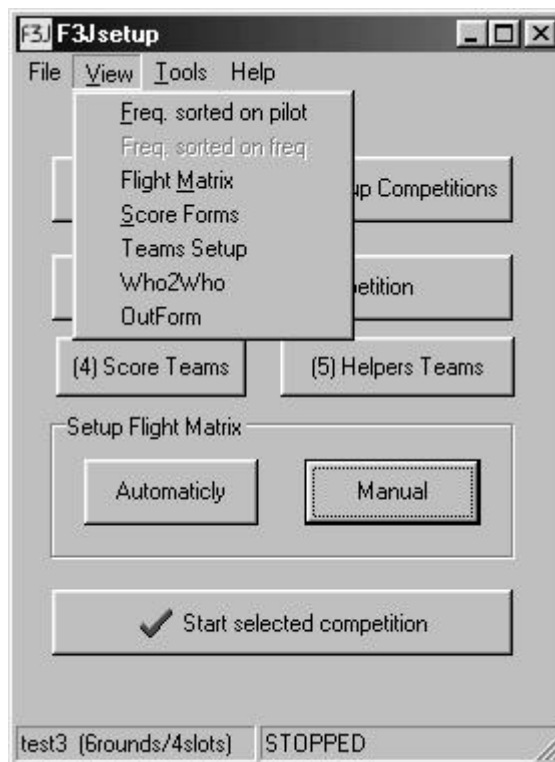 F3J F3Jsetup
File View Tools Help
Freq. sorted on pilot
Freq. sorted on freq
Flight Matrix
up Competitions
Score Forms
Teams Setup
Who2Who
etition
OutForm
(4) Score Teams (5) Helpers Teams
Setup Flight Matrix
Automaticly Manual
Start selected competition
test3 (6rounds/4slots) STOPPED